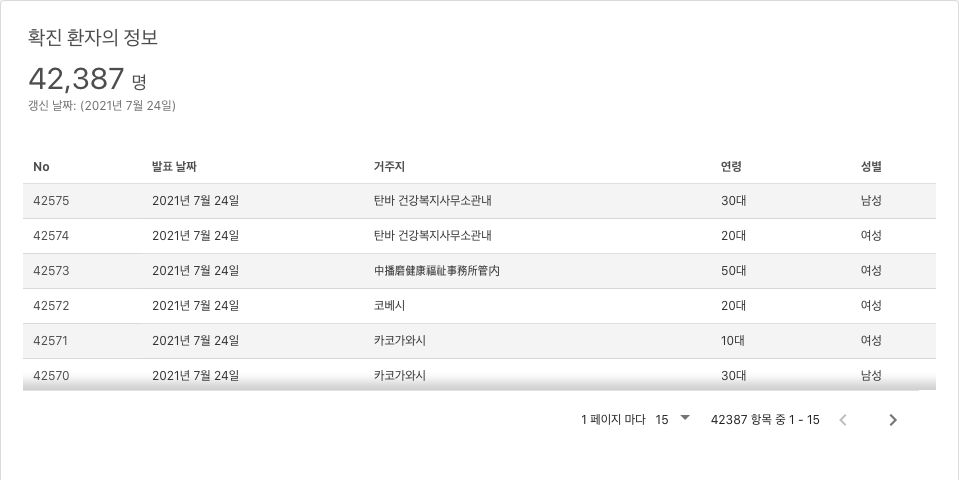 확진 환자의 정보
42,387 명
갱신 날짜: (2021년 7월 24일)
No 발표 날짜 거주지 연령 성별
42575 2021년 7월 24일 탄바 건강복지사무소관내 30대 남성
42574 2021년 7월 24일 탄바 건강복지사무소관내 20대 여성
42573 2021년 7월 24일 中播磨健康福祉事務所管内 50대 여성
42572 2021년 7월 24일 코베시 20대 여성
42571 2021년 7월 24일 카코가와시 10대 여성
42570 2021년 7월 24일 카코가와시 30대 남성
1 페이지 마다 15 42387 항목 중 1 - 15